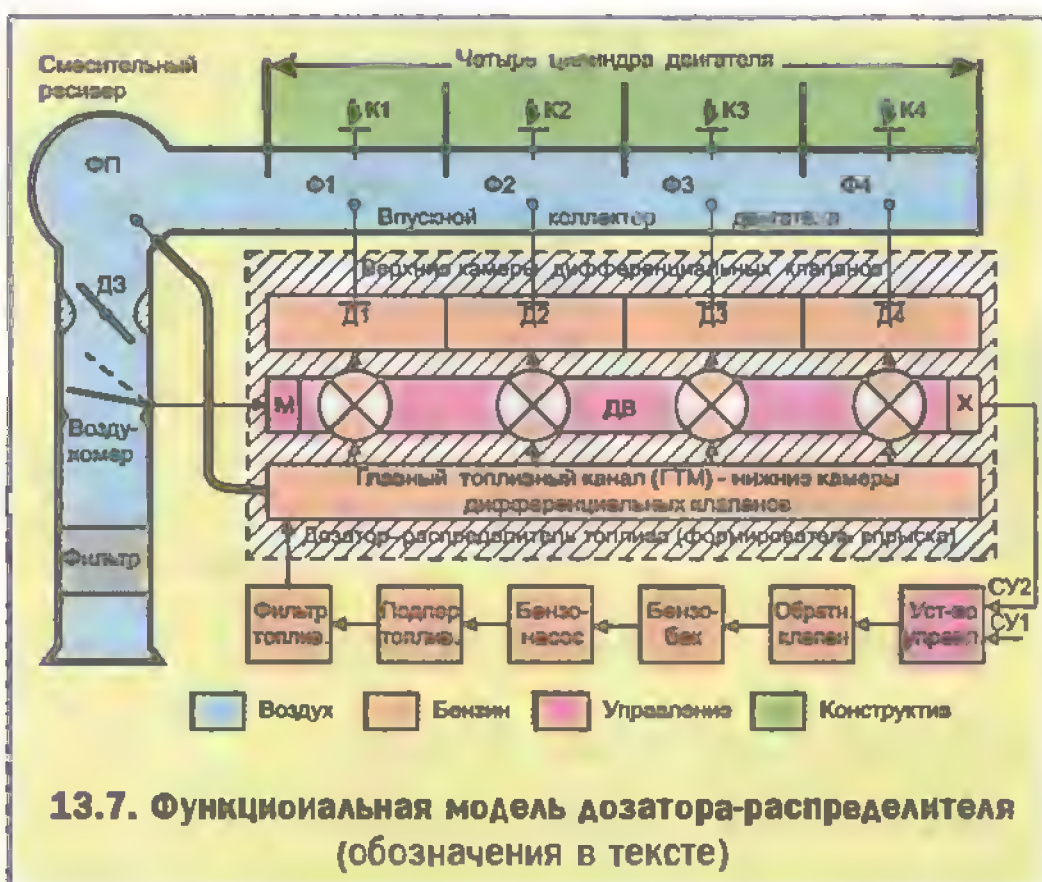 Смесительный
ресивер
Четыре цилиндра двигателя
К1
К2
К3
К4
ФП
Ф1
Ф2
Ф3
Ф4
Впускной коллектор двигателя
ДЗ
Верхние камеры дифференциальных клапанов
Д1
Д2
Д3
Д4
М
ДВ
Х
Возду-
хомер
Главный топливный канал (ГТМ) - нижние камеры
дифференциальных клапанов
Дозатор-распределитель топлива (формирователь впрыска)
Фильтр
Фильтр
топлив.
Подпор
топлив.
Бензо-
насос
Бензо-
бак
Обратн.
клапан
Уст-во
управл.
СУ2
СУ1
Воздух
Бензин
Управление
Конструктив
13.7. Функциональная модель дозатора-распределителя
(обозначения в тексте)